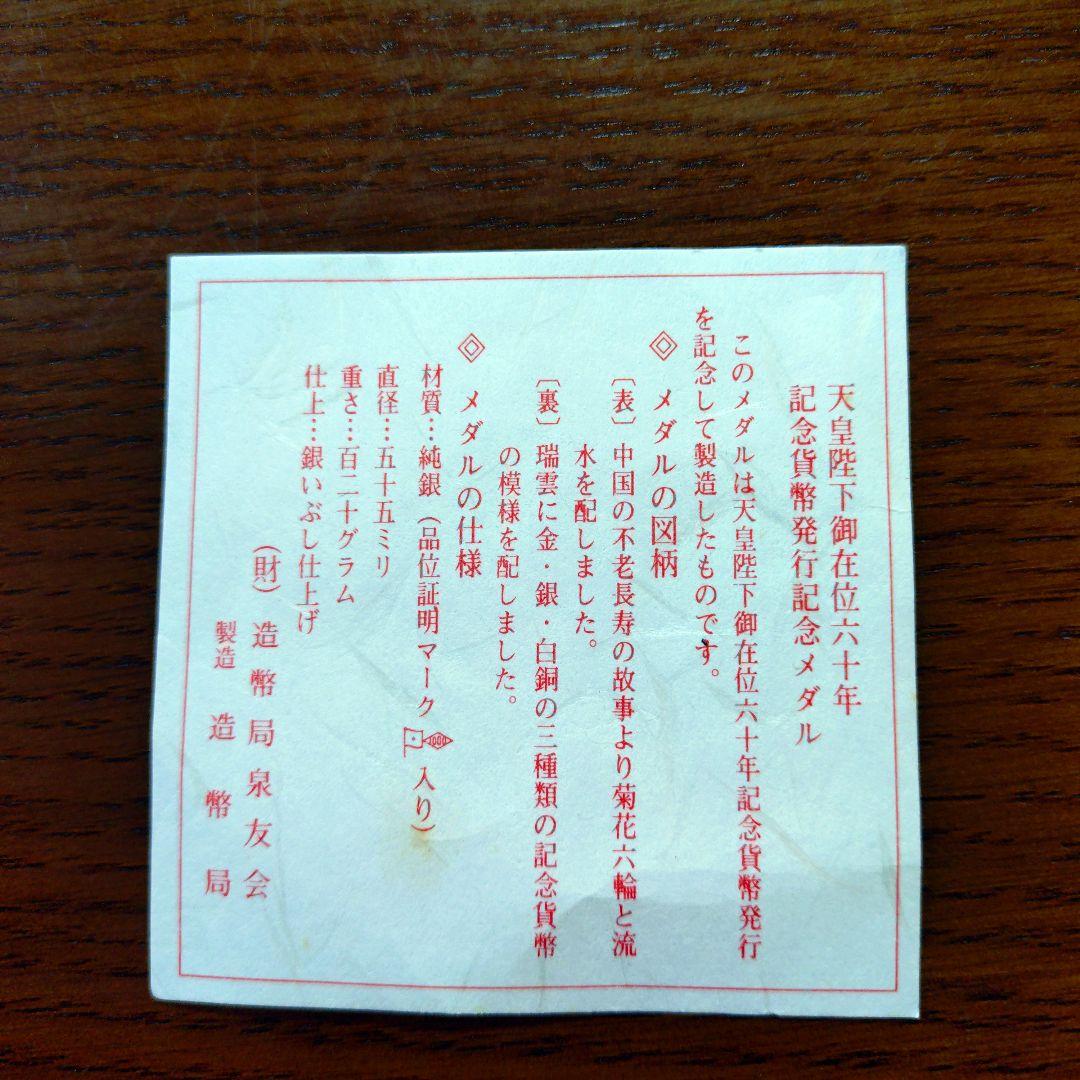 天皇陛下御在位六十年
記念貨幣発行記念メダル
このメダルは天皇陛下御在位六十年記念貨幣発行
を記念して製造したものです。
◈ メダルの図柄
〔表〕中国の不老長寿の故事より菊花六輪と流
水を配しました。
〔裏〕瑞雲に金・銀・白銅の三種類の記念貨幣
の模様を配しました。
◈ メダルの仕様
材質…純銀（品位証明マーク 1000 入り）
直径…五十五ミリ
重さ…百二十グラム
仕上…銀いぶし仕上げ
（財）造幣局泉友会
製造 造幣局